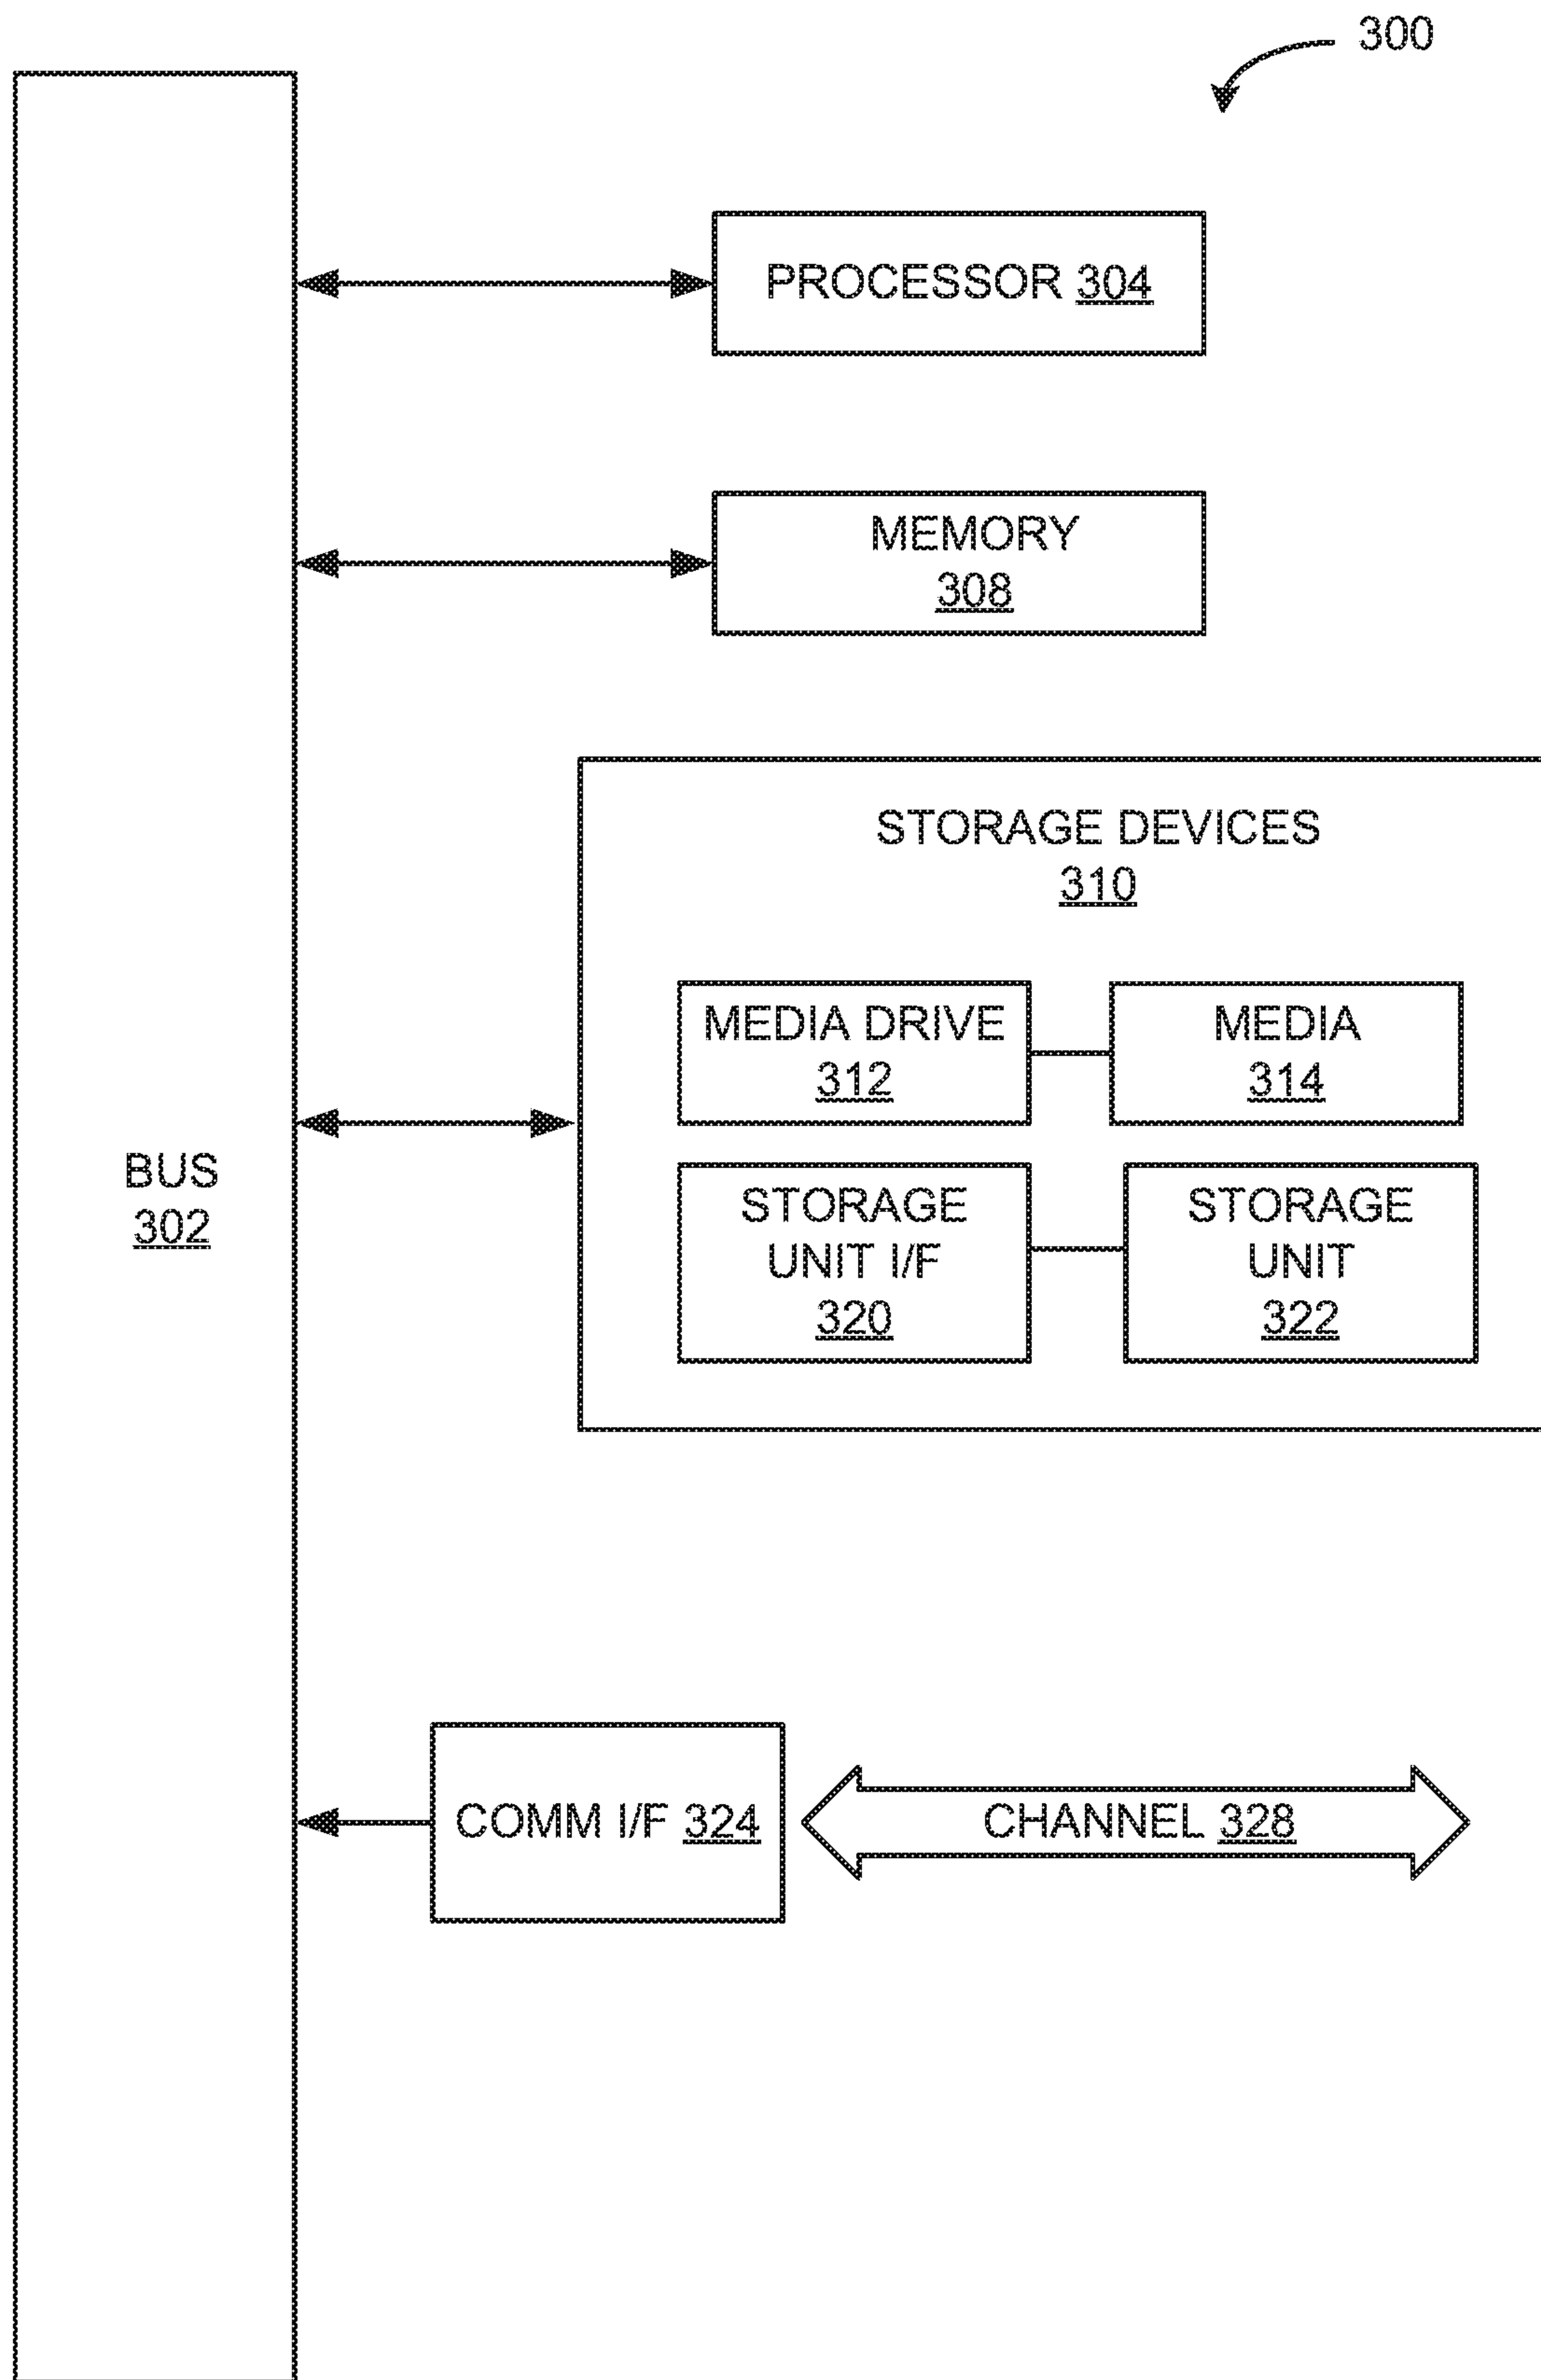 300
PROCESSOR 304
MEMORY
308
STORAGE DEVICES
310
MEDIA DRIVE
312
MEDIA
314
BUS
302
STORAGE
UNIT I/F
320
STORAGE
UNIT
322
COMM I/F 324
CHANNEL 328